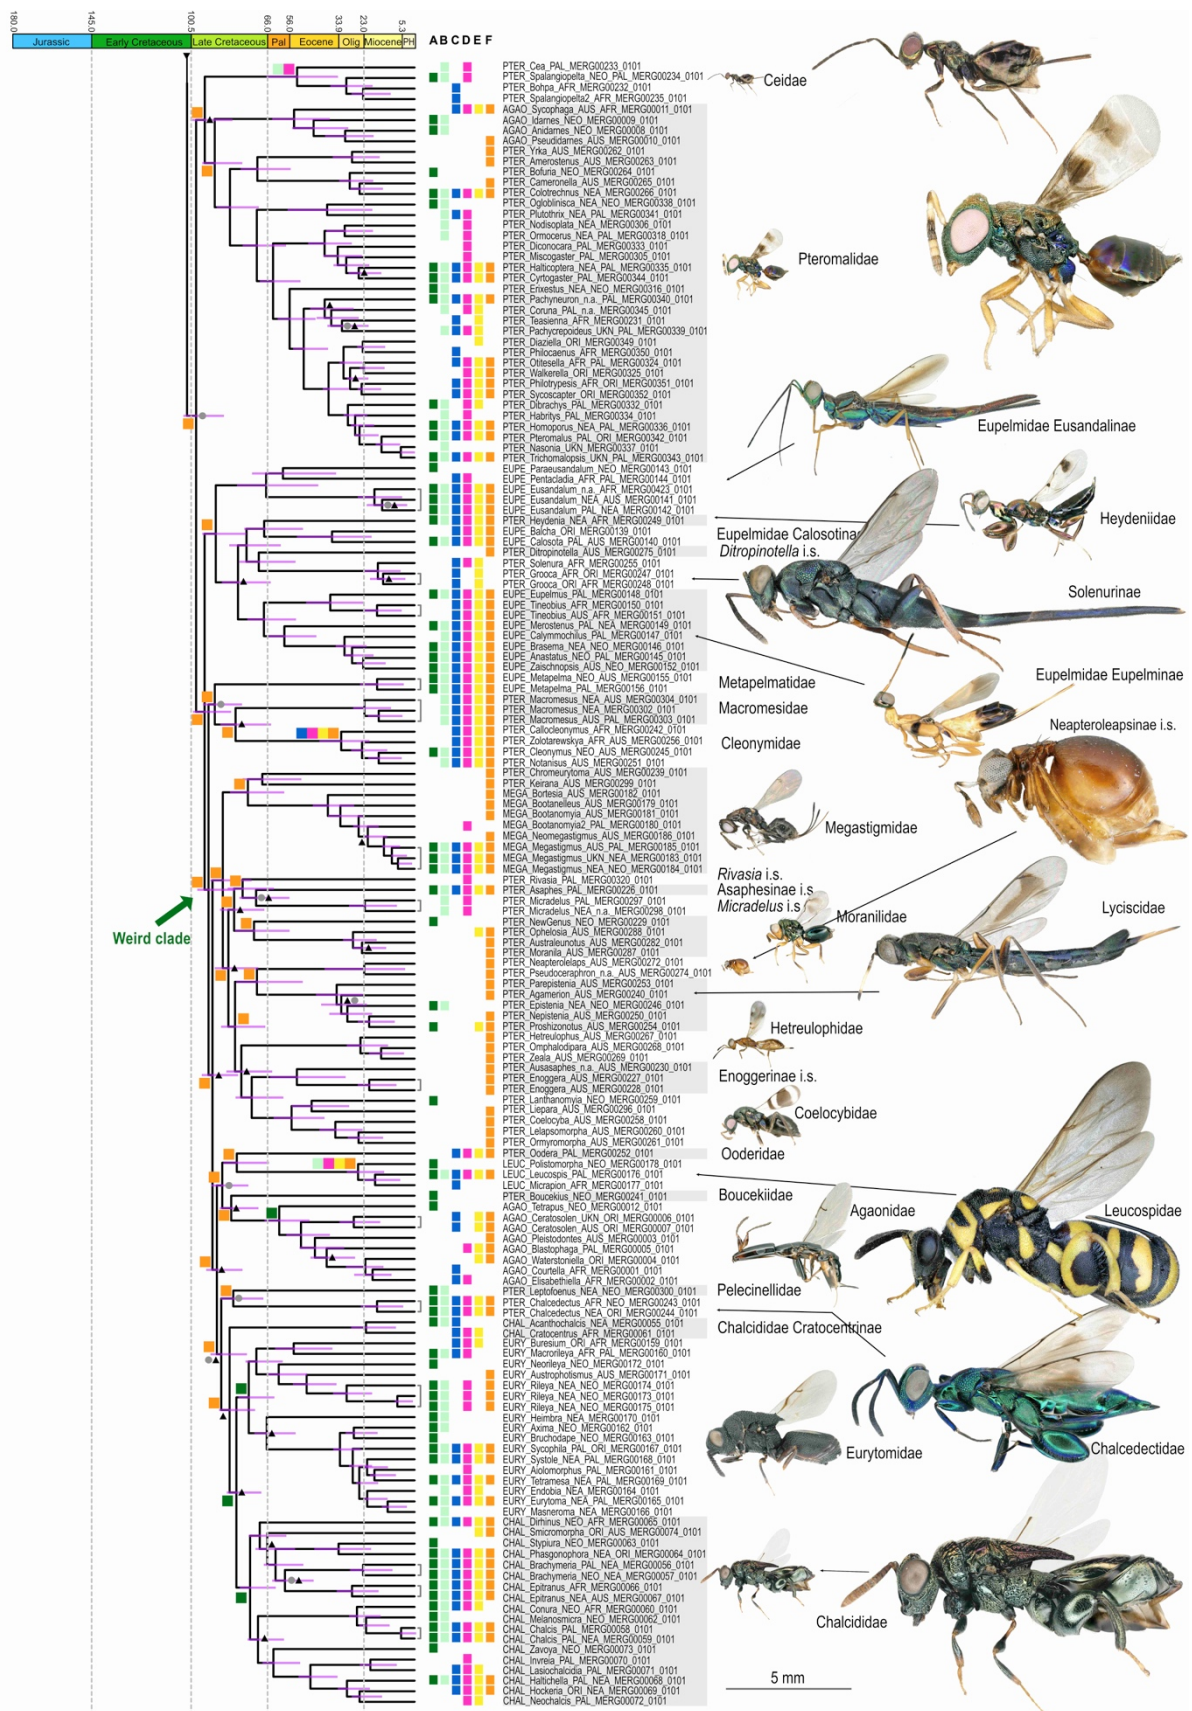 180.0
145.0
100.5
66.0
56.0
33.9
23.0
5.3
Jurassic
Early Cretaceous
Late Cretaceous
Pal
Eocene
Olig
Miocene
PH
A B C D E F
PTER_Cea_PAL_MERG00233_0101
PTER_Spalangiopelta_NEO_PAL_MERG00234_0101
PTER_Bohpa_AFR_MERG00232_0101
PTER_Spalangiopelta2_AFR_MERG00235_0101
AGAO_Sycophaga_AUS_AFR_MERG00011_0101
AGAO_Idarnes_NEO_MERG00009_0101
AGAO_Anidarnes_NEO_MERG00008_0101
AGAO_Pseudidarnes_AUS_MERG00010_0101
PTER_Yrka_AUS_MERG00262_0101
PTER_Amerostenus_AUS_MERG00263_0101
PTER_Bofuria_NEO_MERG00264_0101
PTER_Cameronella_AUS_MERG00265_0101
PTER_Colotrechnus_NEA_MERG00266_0101
PTER_Ogloblinisca_NEO_MERG00338_0101
PTER_Plutothrix_NEA_PAL_MERG00341_0101
PTER_Nodisoplata_NEA_MERG00306_0101
PTER_Ormocerus_NEA_PAL_MERG00318_0101
PTER_Diconocara_PAL_MERG00333_0101
PTER_Miscogaster_PAL_MERG00305_0101
PTER_Halticoptera_NEA_PAL_MERG00335_0101
PTER_Cyrtogaster_PAL_MERG00344_0101
PTER_Erixestus_NEO_NEA_MERG00316_0101
PTER_Pachyneuron_n.a._PAL_MERG00340_0101
PTER_Coruna_PAL_n.a._MERG00345_0101
PTER_Teasienna_AFR_MERG00231_0101
PTER_Pachycrepoideus_UKN_PAL_MERG00339_0101
PTER_Diaziella_ORI_MERG00349_0101
PTER_Philocaenus_AFR_MERG00350_0101
PTER_Otitesella_AFR_PAL_MERG00324_0101
PTER_Walkerella_ORI_MERG00325_0101
PTER_Philotrypesis_AFR_ORI_MERG00351_0101
PTER_Sycoscapter_ORI_MERG00352_0101
PTER_Dibrachys_PAL_MERG00332_0101
PTER_Habritys_PAL_MERG00334_0101
PTER_Homoporus_NEA_PAL_MERG00336_0101
PTER_Pteromalus_PAL_ORI_MERG00342_0101
PTER_Nasonia_UKN_MERG00337_0101
PTER_Trichomalopsis_UKN_PAL_MERG00343_0101
EUPE_Paraeusandalum_NEO_MERG00143_0101
EUPE_Pentacladia_AFR_PAL_MERG00144_0101
EUPE_Eusandalum_n.a._AFR_MERG00423_0101
EUPE_Eusandalum_NEA_AUS_MERG00141_0101
EUPE_Eusandalum_PAL_NEA_MERG00142_0101
PTER_Heydenia_NEA_AFR_MERG00249_0101
EUPE_Balcha_ORI_MERG00139_0101
EUPE_Calosota_PAL_AUS_MERG00140_0101
PTER_Ditropinotella_AUS_MERG00275_0101
PTER_Solenura_AFR_MERG00255_0101
PTER_Grooca_AFR_ORI_MERG00247_0101
PTER_Grooca_ORI_AFR_MERG00248_0101
EUPE_Eupelmus_PAL_MERG00148_0101
EUPE_Tineobius_AFR_MERG00150_0101
EUPE_Tineobius_AUS_AFR_MERG00151_0101
EUPE_Merostenus_PAL_NEA_MERG00149_0101
EUPE_Calymmochilus_PAL_MERG00147_0101
EUPE_Brasema_NEA_NEO_MERG00146_0101
EUPE_Anastatus_NEO_PAL_MERG00145_0101
EUPE_Zaischnopsis_AUS_NEO_MERG00152_0101
EUPE_Metapelma_NEO_AUS_MERG00155_0101
EUPE_Metapelma_PAL_MERG00156_0101
PTER_Macromesus_NEA_AUS_MERG00304_0101
PTER_Macromesus_NEA_MERG00302_0101
PTER_Macromesus_AUS_PAL_MERG00303_0101
PTER_Callocleonymus_AFR_MERG00242_0101
PTER_Zolotarewskya_AFR_AUS_MERG00256_0101
PTER_Cleonymus_NEO_AUS_MERG00245_0101
PTER_Notanisus_AUS_MERG00251_0101
PTER_Chromeurytoma_AUS_MERG00239_0101
PTER_Keirana_AUS_MERG00299_0101
MEGA_Bortesia_AUS_MERG00182_0101
MEGA_Bootanelleus_AUS_MERG00179_0101
MEGA_Bootanomyia_AUS_MERG00181_0101
MEGA_Bootanomyia2_PAL_MERG00180_0101
MEGA_Neomegastigmus_AUS_MERG00186_0101
MEGA_Megastigmus_AUS_PAL_MERG00185_0101
MEGA_Megastigmus_UKN_NEA_MERG00183_0101
MEGA_Megastigmus_NEA_NEA_MERG00184_0101
PTER_Rivasia_PAL_MERG00320_0101
PTER_Asaphes_PAL_MERG00226_0101
PTER_Micradelus_PAL_MERG00297_0101
PTER_Micradelus_NEA_n.a._MERG00298_0101
PTER_NewGenus_NEO_MERG00229_0101
PTER_Ophelosia_AUS_MERG00288_0101
PTER_Australeunotus_AUS_MERG00282_0101
PTER_Moranila_AUS_MERG00287_0101
PTER_Neapterolelaps_AUS_MERG00272_0101
PTER_Pseudoceraphron_n.a._AUS_MERG00274_0101
PTER_Parepistenia_AUS_MERG00253_0101
PTER_Agamerion_AUS_MERG00240_0101
PTER_Epistenia_NEA_NEO_MERG00246_0101
PTER_Nepistenia_AUS_MERG00250_0101
PTER_Proshizonotus_AUS_MERG00254_0101
PTER_Hetreulophus_AUS_MERG00267_0101
PTER_Omphalodipara_AUS_MERG00268_0101
PTER_Zeala_AUS_MERG00269_0101
PTER_Ausasaphes_n.a._AUS_MERG00230_0101
PTER_Enoggera_AUS_MERG00227_0101
PTER_Enoggera_AUS_MERG00228_0101
PTER_Lanthanomyia_NEO_MERG00259_0101
PTER_Liepara_AUS_MERG00296_0101
PTER_Coelocyba_AUS_MERG00258_0101
PTER_Lelapsomorpha_AUS_MERG00260_0101
PTER_Ormyromorpha_AUS_MERG00261_0101
PTER_Oodera_PAL_MERG00252_0101
LEUC_Polistomorpha_NEO_MERG00178_0101
LEUC_Leucospis_PAL_MERG00176_0101
LEUC_Micrapion_AFR_MERG00177_0101
PTER_Boucekius_NEO_MERG00241_0101
AGAO_Tetrapus_NEO_MERG00012_0101
AGAO_Ceratosolen_UKN_ORI_MERG00006_0101
AGAO_Ceratosolen_AUS_ORI_MERG00007_0101
AGAO_Pleistodontes_AUS_MERG00003_0101
AGAO_Blastophaga_PAL_MERG00005_0101
AGAO_Waterstoniella_ORI_MERG00004_0101
AGAO_Courtella_AFR_MERG00001_0101
AGAO_Elisabethiella_AFR_MERG00002_0101
PTER_Leptofoenus_NEA_NEO_MERG00300_0101
PTER_Chalcedectus_AFR_NEO_MERG00243_0101
PTER_Chalcedectus_NEA_ORI_MERG00244_0101
CHAL_Acanthochalcis_NEA_MERG00055_0101
CHAL_Cratocentrus_AFR_MERG00061_0101
EURY_Buresium_ORI_AFR_MERG00159_0101
EURY_Macrorileya_AFR_PAL_MERG00160_0101
EURY_Neorileya_NEO_MERG00172_0101
EURY_Austrophotismus_AUS_MERG00171_0101
EURY_Rileya_NEA_NEO_MERG00174_0101
EURY_Rileya_NEA_NEO_MERG00173_0101
EURY_Rileya_NEA_NEO_MERG00175_0101
EURY_Heimbra_NEA_MERG00170_0101
EURY_Axima_NEO_MERG00162_0101
EURY_Bruchodape_NEO_MERG00163_0101
EURY_Sycophila_PAL_ORI_MERG00167_0101
EURY_Systole_NEA_PAL_MERG00168_0101
EURY_Aiolomorphus_PAL_MERG00161_0101
EURY_Tetramesa_NEA_PAL_MERG00169_0101
EURY_Endobia_NEA_MERG00164_0101
EURY_Eurytoma_NEA_PAL_MERG00165_0101
EURY_Masneroma_NEA_MERG00166_0101
CHAL_Dirhinus_NEO_AFR_MERG00065_0101
CHAL_Smicromorpha_ORI_AUS_MERG00074_0101
CHAL_Stypiura_NEO_MERG00063_0101
CHAL_Phasgonophora_NEA_ORI_MERG00064_0101
CHAL_Brachymeria_PAL_NEA_MERG00056_0101
CHAL_Brachymeria_NEO_NEA_MERG00057_0101
CHAL_Epitranus_AFR_MERG00066_0101
CHAL_Epitranus_NEA_AUS_MERG00067_0101
CHAL_Conura_NEO_AFR_MERG00060_0101
CHAL_Melanosmicra_NEO_MERG00062_0101
CHAL_Chalcis_PAL_MERG00058_0101
CHAL_Chalcis_PAL_NEA_MERG00059_0101
CHAL_Zavoya_NEO_MERG00073_0101
CHAL_Invreia_PAL_MERG00070_0101
CHAL_Lasiochalcidia_PAL_MERG00071_0101
CHAL_Haltichella_PAL_NEA_MERG00068_0101
CHAL_Hockeria_ORI_NEA_MERG00069_0101
CHAL_Neochalcis_PAL_MERG00072_0101
Weird clade
Ceidae
Pteromalidae
Eupelmidae Eusandalinae
Heydeniidae
Eupelmidae Calosotinae
Ditropinotella i.s.
Solenurinae
Eupelmidae Eupelminae
Metapelmatidae
Macromesidae
Neapteroleapsinae i.s.
Cleonymidae
Megastigmidae
Rivasia i.s.
Asaphesinae i.s
Micradelus i.s
Moranilidae
Lyciscidae
Hetreulophidae
Enoggerinae i.s.
Coelocybidae
Ooderidae
Boucekiidae
Agaonidae
Leucospidae
Pelecinellidae
Chalcididae Cratocentrinae
Eurytomidae
Chalcedectidae
Chalcididae
5 mm